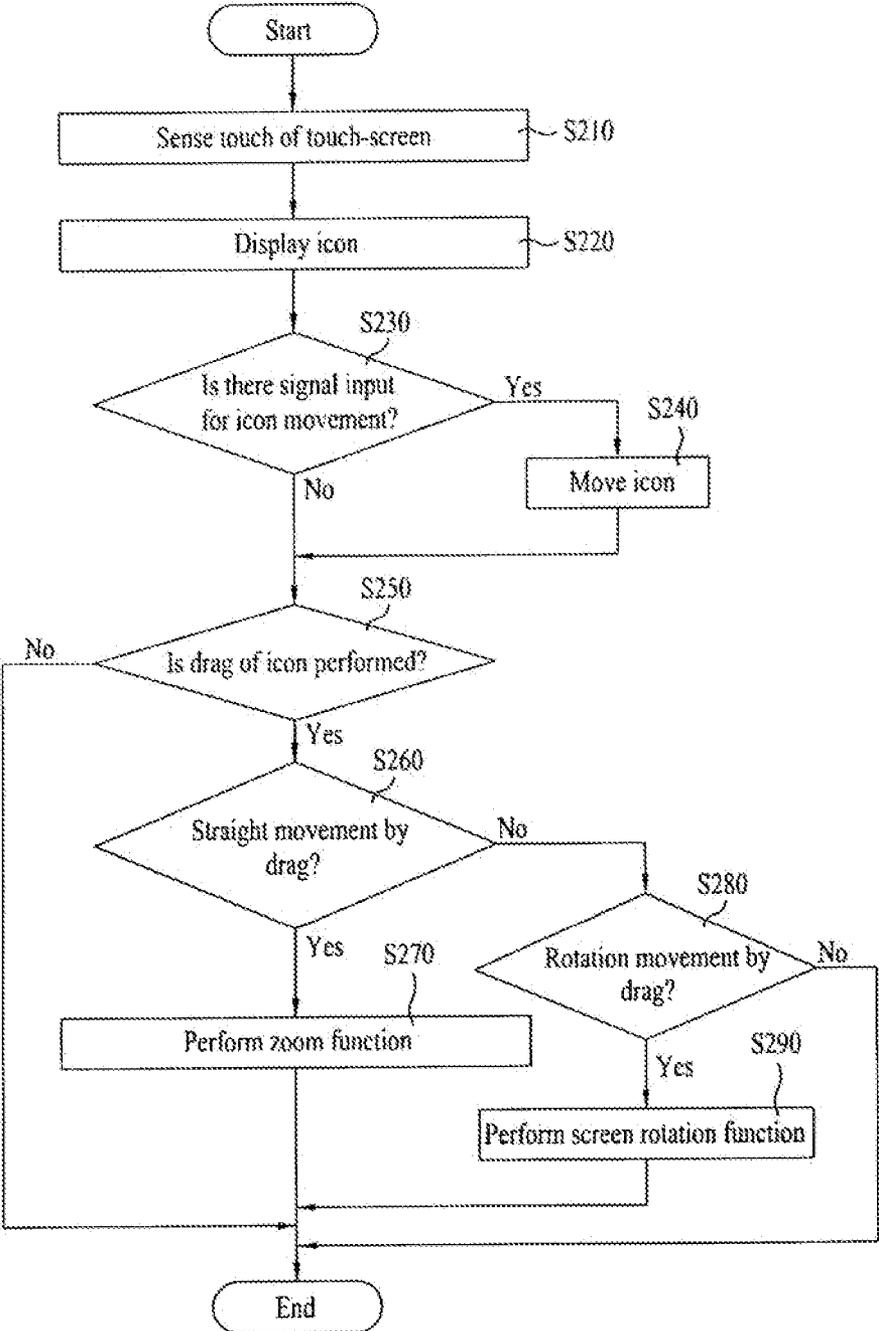 Start
Sense touch of touch-screen
S210
Display icon
S220
S230
Is there signal input
for icon movement?
Yes
S240
Move icon
No
S250
No
Is drag of icon performed?
Yes
S260
Straight movement by
drag?
No
S280
Rotation movement by
drag?
No
Yes
S270
Perform zoom function
Yes
S290
Perform screen rotation function
End